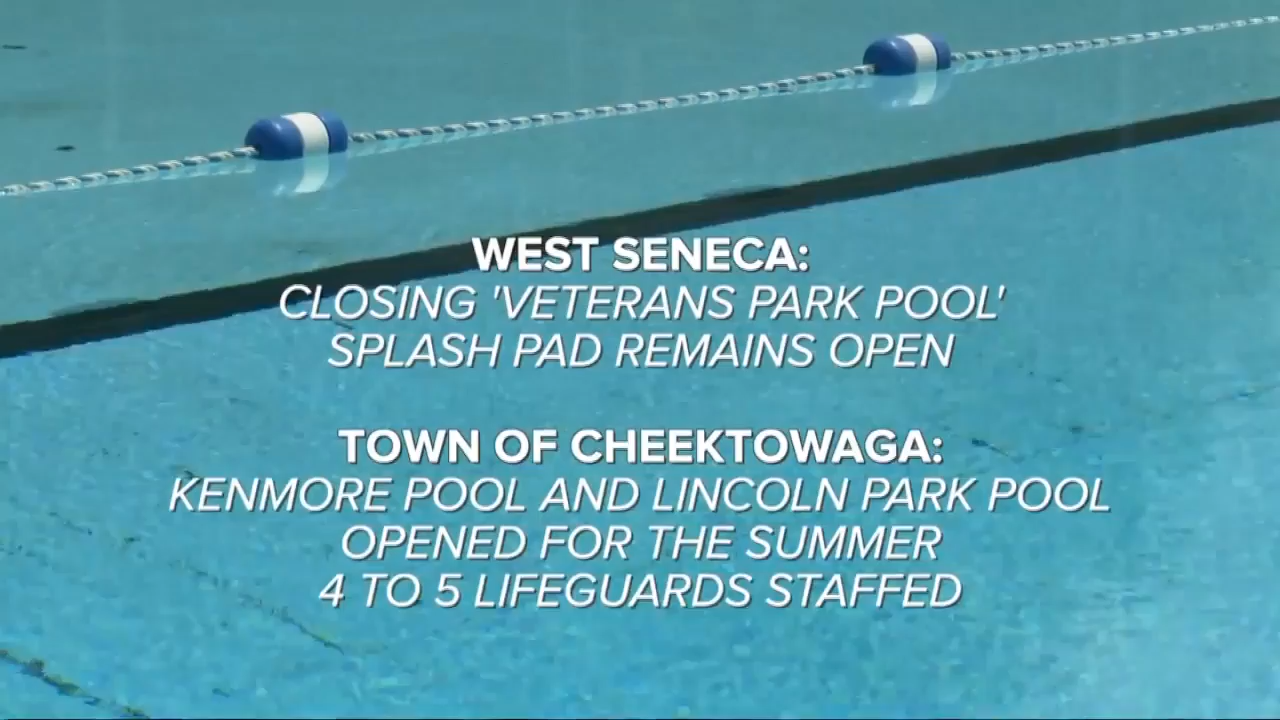 WEST SENECA:
CLOSING 'VETERANS PARK POOL'
SPLASH PAD REMAINS OPEN
TOWN OF CHEEKTOWAGA:
KENMORE POOL AND LINCOLN PARK POOL
OPENED FOR THE SUMMER
4 TO 5 LIFEGUARDS STAFFED